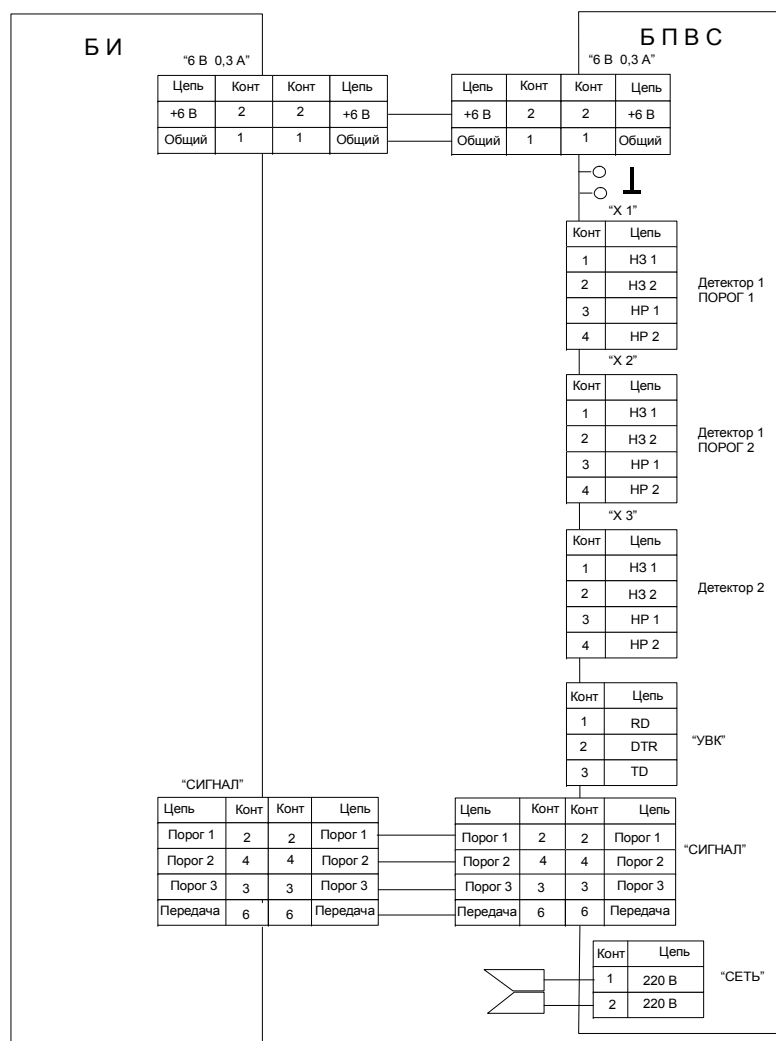 Б И
Б П В С
“6 В 0,3 А”
“6 В 0,3 А”
Цепь Конт Конт Цепь Цепь Конт Конт Цепь
+6 В 2 2 +6 В +6 В 2 2 +6 В
Общий 1 1 Общий Общий 1 1 Общий
“Х 1”
Конт Цепь
1 НЗ 1
2 НЗ 2
3 НР 1
4 НР 2
Детектор 1
ПОРОГ 1
“Х 2”
Конт Цепь
1 НЗ 1
2 НЗ 2
3 НР 1
4 НР 2
Детектор 1
ПОРОГ 2
“Х 3”
Конт Цепь
1 НЗ 1
2 НЗ 2
3 НР 1
4 НР 2
Детектор 2
Конт Цепь
1 RD
2 DTR
3 TD
“УВК”
“СИГНАЛ”
Цепь Конт Конт Цепь Цепь Конт Конт Цепь
Порог 1 2 2 Порог 1 Порог 1 2 2 Порог 1
Порог 2 4 4 Порог 2 Порог 2 4 4 Порог 2
Порог 3 3 3 Порог 3 Порог 3 3 3 Порог 3
Передача 6 6 Передача Передача 6 6 Передача
“СИГНАЛ”
Конт Цепь
1 220 В
2 220 В
“СЕТЬ”